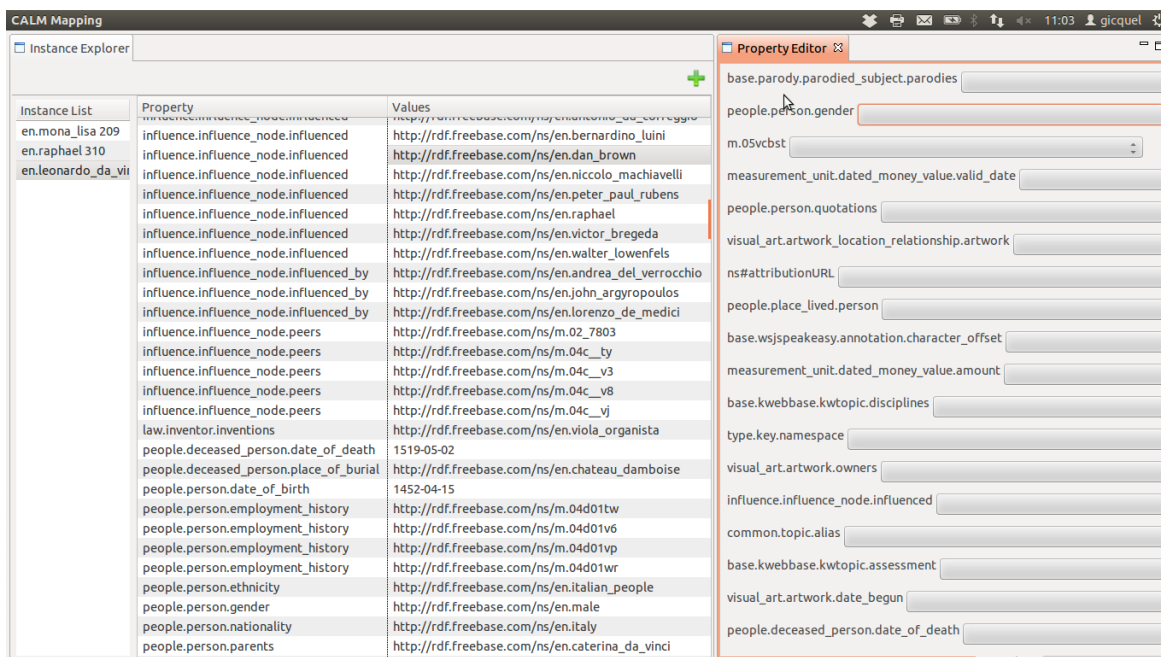 CALM Mapping
11:03 gicquel
Instance Explorer
Instance List
en.mona_lisa 209
en.raphael 310
en.leonardo_da_vi
Property Values
influence.influence_node.influenced http://rdf.freebase.com/ns/en.antonio_da_correggio
influence.influence_node.influenced http://rdf.freebase.com/ns/en.bernardino_luini
influence.influence_node.influenced http://rdf.freebase.com/ns/en.dan_brown
influence.influence_node.influenced http://rdf.freebase.com/ns/en.niccolo_machiavelli
influence.influence_node.influenced http://rdf.freebase.com/ns/en.peter_paul_rubens
influence.influence_node.influenced http://rdf.freebase.com/ns/en.raphael
influence.influence_node.influenced http://rdf.freebase.com/ns/en.victor_bregeda
influence.influence_node.influenced http://rdf.freebase.com/ns/en.walter_lowenfels
influence.influence_node.influenced_by http://rdf.freebase.com/ns/en.andrea_del_verrocchio
influence.influence_node.influenced_by http://rdf.freebase.com/ns/en.john_argyropoulos
influence.influence_node.influenced_by http://rdf.freebase.com/ns/en.lorenzo_de_medici
influence.influence_node.peers http://rdf.freebase.com/ns/m.02_7803
influence.influence_node.peers http://rdf.freebase.com/ns/m.04c__ty
influence.influence_node.peers http://rdf.freebase.com/ns/m.04c__v3
influence.influence_node.peers http://rdf.freebase.com/ns/m.04c__v8
influence.influence_node.peers http://rdf.freebase.com/ns/m.04c__vj
law.inventor.inventions http://rdf.freebase.com/ns/en.viola_organista
people.deceased_person.date_of_death 1519-05-02
people.deceased_person.place_of_burial http://rdf.freebase.com/ns/en.chateau_damboise
people.person.date_of_birth 1452-04-15
people.person.employment_history http://rdf.freebase.com/ns/m.04d01tw
people.person.employment_history http://rdf.freebase.com/ns/m.04d01v6
people.person.employment_history http://rdf.freebase.com/ns/m.04d01vp
people.person.employment_history http://rdf.freebase.com/ns/m.04d01wr
people.person.ethnicity http://rdf.freebase.com/ns/en.italian_people
people.person.gender http://rdf.freebase.com/ns/en.male
people.person.nationality http://rdf.freebase.com/ns/en.italy
people.person.parents http://rdf.freebase.com/ns/en.caterina_da_vinci
Property Editor
base.parody.parodied_subject.parodies
people.person.gender
m.05vcbst
measurement_unit.dated_money_value.valid_date
people.person.quotations
visual_art.artwork_location_relationship.artwork
ns#attributionURL
people.place_lived.person
base.wsjspeakeasy.annotation.character_offset
measurement_unit.dated_money_value.amount
base.kwebbase.kwtopic.disciplines
type.key.namespace
visual_art.artwork.owners
influence.influence_node.influenced
common.topic.alias
base.kwebbase.kwtopic.assessment
visual_art.artwork.date_begun
people.deceased_person.date_of_death